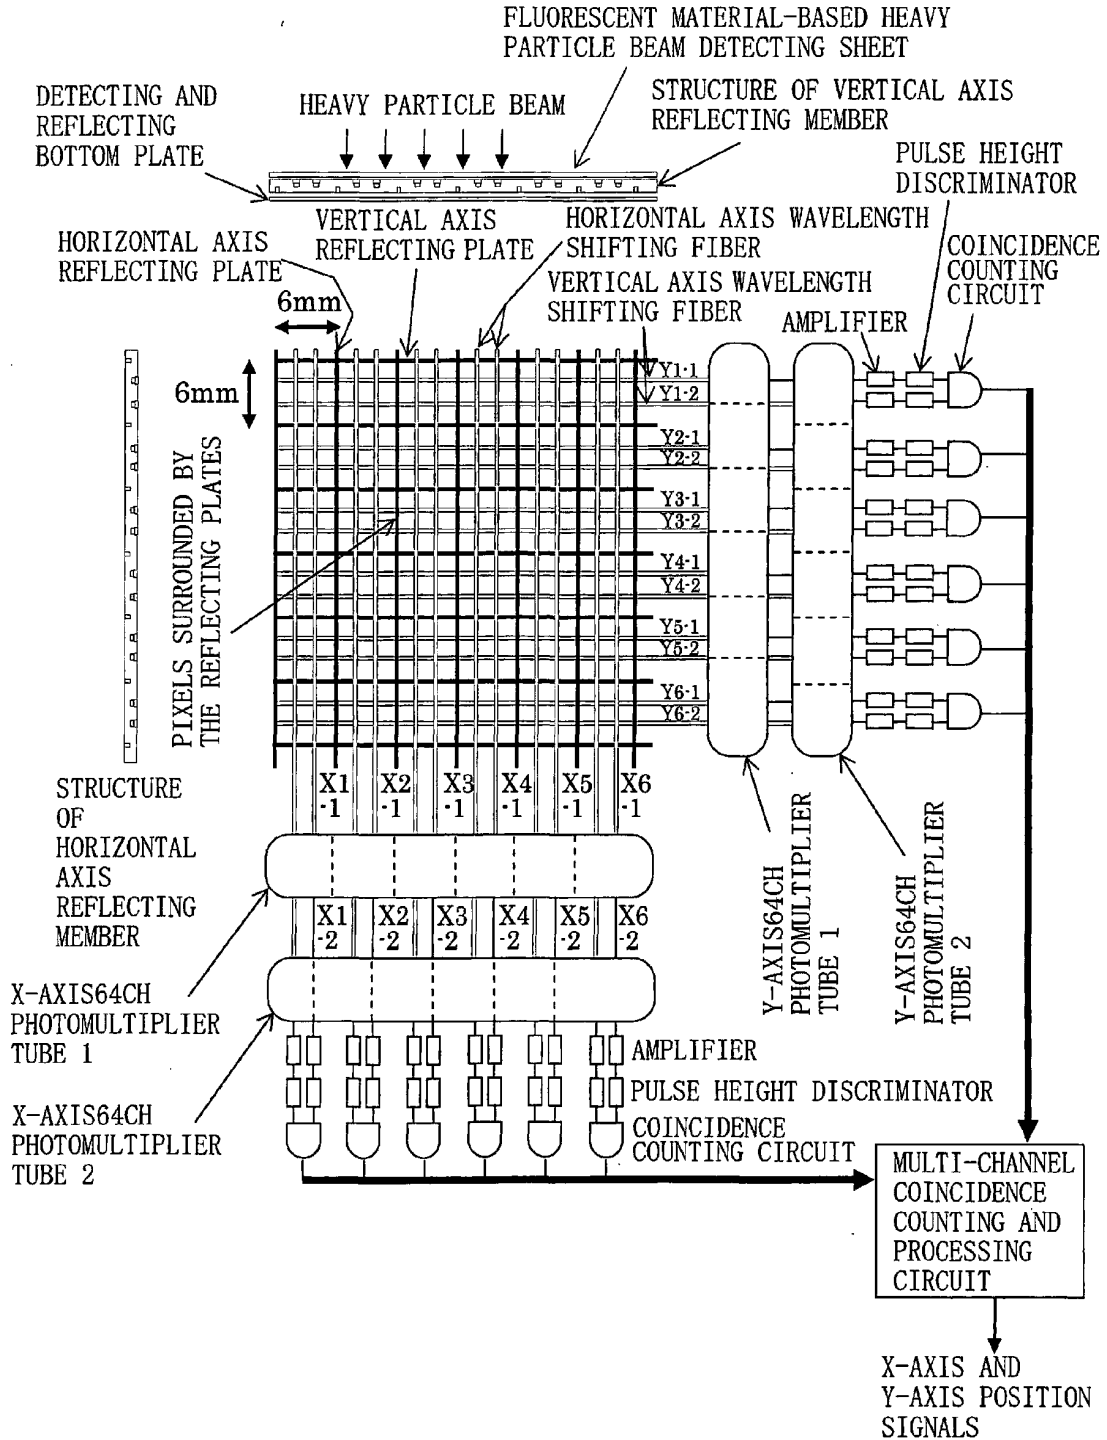 FLUORESCENT MATERIAL-BASED HEAVY
PARTICLE BEAM DETECTING SHEET
DETECTING AND
REFLECTING
BOTTOM PLATE
HEAVY PARTICLE BEAM
STRUCTURE OF VERTICAL AXIS
REFLECTING MEMBER
PULSE HEIGHT
DISCRIMINATOR
HORIZONTAL AXIS
REFLECTING PLATE
VERTICAL AXIS
REFLECTING PLATE
HORIZONTAL AXIS WAVELENGTH
SHIFTING FIBER
COINCIDENCE
COUNTING
CIRCUIT
VERTICAL AXIS WAVELENGTH
SHIFTING FIBER
AMPLIFIER
6mm
6mm
Y1-1
Y1-2
Y2-1
Y2-2
Y3-1
Y3-2
Y4-1
Y4-2
Y5-1
Y5-2
Y6-1
Y6-2
PIXELS SURROUNDED BY
THE REFLECTING PLATES
STRUCTURE
OF
HORIZONTAL
AXIS
REFLECTING
MEMBER
X1 X2 X3 X4 X5 X6
-1 -1 -1 -1 -1 -1
X1 X2 X3 X4 X5 X6
-2 -2 -2 -2 -2 -2
Y-AXIS64CH
PHOTOMULTIPLIER
TUBE 1
Y-AXIS64CH
PHOTOMULTIPLIER
TUBE 2
X-AXIS64CH
PHOTOMULTIPLIER
TUBE 1
X-AXIS64CH
PHOTOMULTIPLIER
TUBE 2
AMPLIFIER
PULSE HEIGHT DISCRIMINATOR
COINCIDENCE
COUNTING CIRCUIT
MULTI-CHANNEL
COINCIDENCE
COUNTING AND
PROCESSING
CIRCUIT
X-AXIS AND
Y-AXIS POSITION
SIGNALS